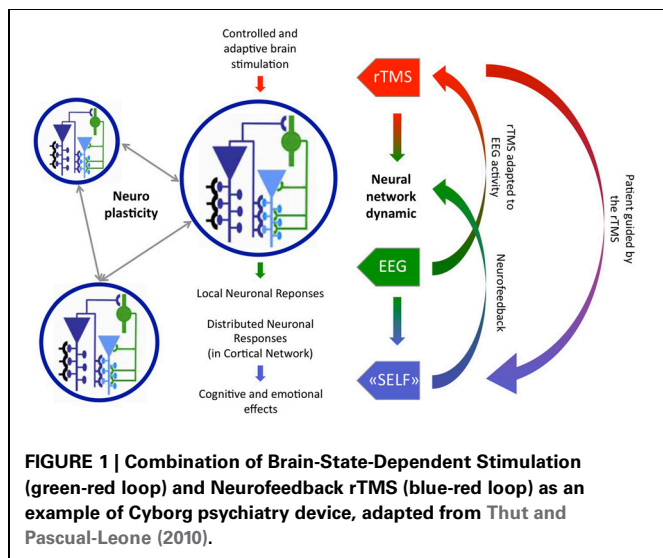 Controlled and
adaptive brain
stimulation
Neuro
plasticity
Local Neuronal Reponses
Distributed Neuronal
Responses
(in Cortical Network)
Cognitive and emotional
effects
rTMS
Neural
network
dynamic
EEG
«SELF»
rTMS adapted to
EEG activity
Neurofeedback
Patient guided by
the rTMS
FIGURE 1 | Combination of Brain-State-Dependent Stimulation
(green-red loop) and Neurofeedback rTMS (blue-red loop) as an
example of Cyborg psychiatry device, adapted from Thut and
Pascual-Leone (2010).